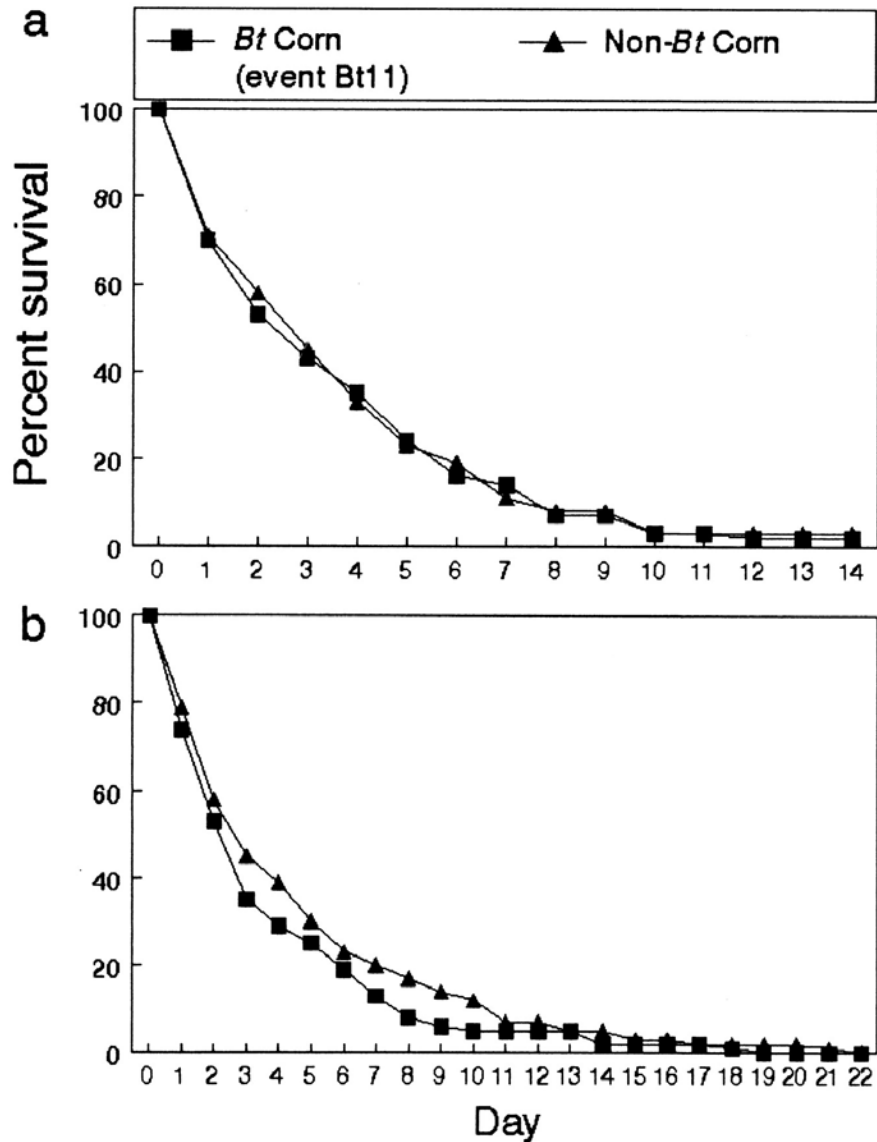 a
Bt Corn
(event Bt11)
Non-Bt Corn
Percent survival
100
80
60
40
20
0
0 1 2 3 4 5 6 7 8 9 10 11 12 13 14
b
100
80
60
40
20
0
0 1 2 3 4 5 6 7 8 9 10 11 12 13 14 15 16 17 18 19 20 21 22
Day